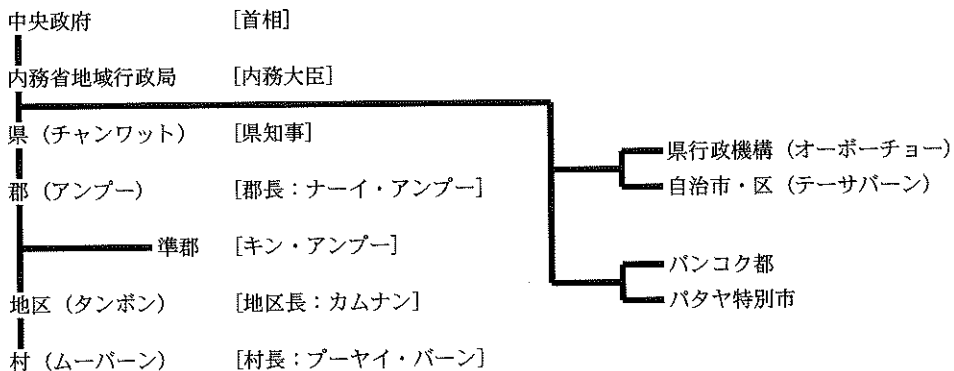 中央政府 [首相]
内務省地域行政局 [内務大臣]
県（チャンワット） [県知事]
県行政機構（オーボーチョー）
郡（アンプー） [郡長：ナーイ・アンプー]
自治市・区（テーサバーン）
準郡 [キン・アンプー]
バンコク都
地区（タンボン） [地区長：カムナン]
パタヤ特別市
村（ムーバーン） [村長：プーヤイ・バーン]